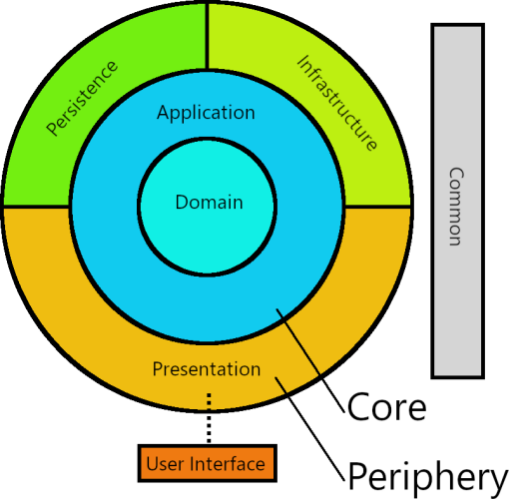 Persistence
Infrastructure
Application
Domain
Common
Presentation
Core
User Interface
Periphery